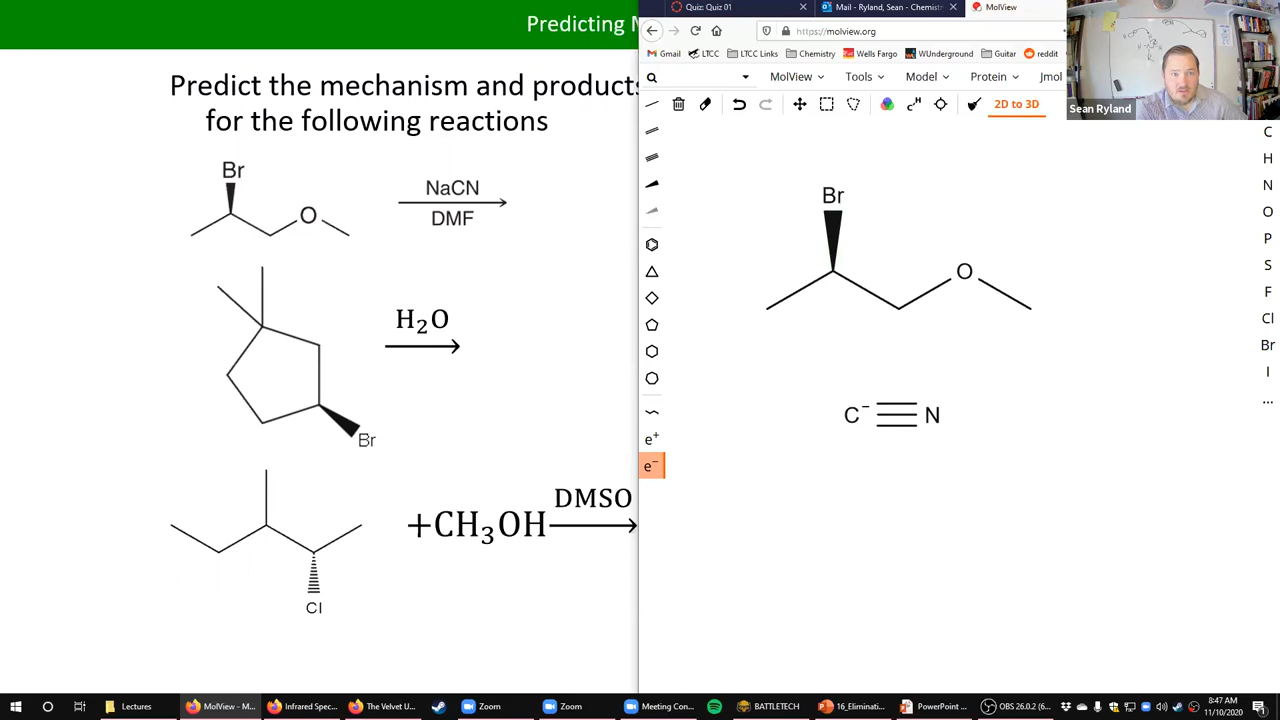 Predicting M
Predict the mechanism and products
for the following reactions
Br
O
NaCN
DMF
H₂O
Br
+CH₃OH
DMSO
Cl
Quiz: Quiz 01
Mail - Ryland, Sean - Chemistr
MolView
https://molview.org
Gmail
LTCC
LTCC Links
Chemistry
Wells Fargo
WUnderground
Guitar
reddit
MolView
Tools
Model
Protein
Jmol
2D to 3D
Sean Ryland
Br
O
C⁻
N
e⁺
e⁻
C
H
N
O
P
S
F
Cl
Br
I
...
Lectures
MolView - M...
Infrared Spec...
The Velvet U...
Zoom
Zoom
Meeting Con...
BATTLETECH
16_Eliminati...
PowerPoint ...
OBS 26.0.2 (6...
8:47 AM
11/10/2020